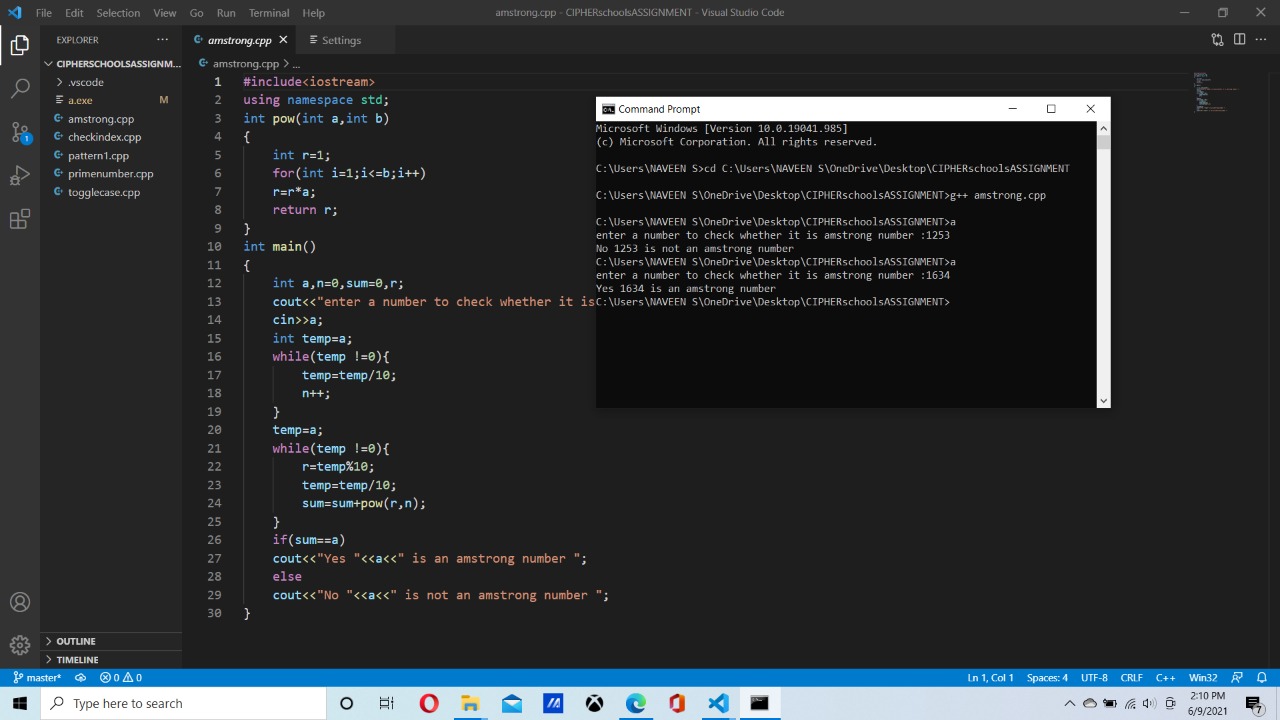 File Edit Selection View Go Run Terminal Help
amstrong.cpp - CIPHERschoolsASSIGNMENT - Visual Studio Code
EXPLORER
CIPHERSCHOOLSASSIGNM...
.vscode
a.exe M
amstrong.cpp
checkindex.cpp
pattern1.cpp
primenumber.cpp
togglecase.cpp
OUTLINE
TIMELINE
1
amstrong.cpp
Settings
amstrong.cpp > ...
1 #include<iostream>
2 using namespace std;
3 int pow(int a,int b)
4 {
5 int r=1;
6 for(int i=1;i<=b;i++)
7 r=r*a;
8 return r;
9 }
10 int main()
11 {
12 int a,n=0,sum=0,r;
13 cout<<"enter a number to check whether it is
14 cin>>a;
15 int temp=a;
16 while(temp !=0){
17 temp=temp/10;
18 n++;
19 }
20 temp=a;
21 while(temp !=0){
22 r=temp%10;
23 temp=temp/10;
24 sum=sum+pow(r,n);
25 }
26 if(sum==a)
27 cout<<"Yes "<<a<<" is an amstrong number ";
28 else
29 cout<<"No "<<a<<" is not an amstrong number ";
30 }
Command Prompt
Microsoft Windows [Version 10.0.19041.985]
(c) Microsoft Corporation. All rights reserved.
C:\Users\NAVEEN S>cd C:\Users\NAVEEN S\OneDrive\Desktop\CIPHERschoolsASSIGNMENT
C:\Users\NAVEEN S\OneDrive\Desktop\CIPHERschoolsASSIGNMENT>g++ amstrong.cpp
C:\Users\NAVEEN S\OneDrive\Desktop\CIPHERschoolsASSIGNMENT>a
enter a number to check whether it is amstrong number :1253
No 1253 is not an amstrong number
C:\Users\NAVEEN S\OneDrive\Desktop\CIPHERschoolsASSIGNMENT>a
enter a number to check whether it is amstrong number :1634
Yes 1634 is an amstrong number
C:\Users\NAVEEN S\OneDrive\Desktop\CIPHERschoolsASSIGNMENT>
master* 0 0
Ln 1, Col 1 Spaces: 4 UTF-8 CRLF C++ Win32
Type here to search
2:10 PM
6/9/2021
7